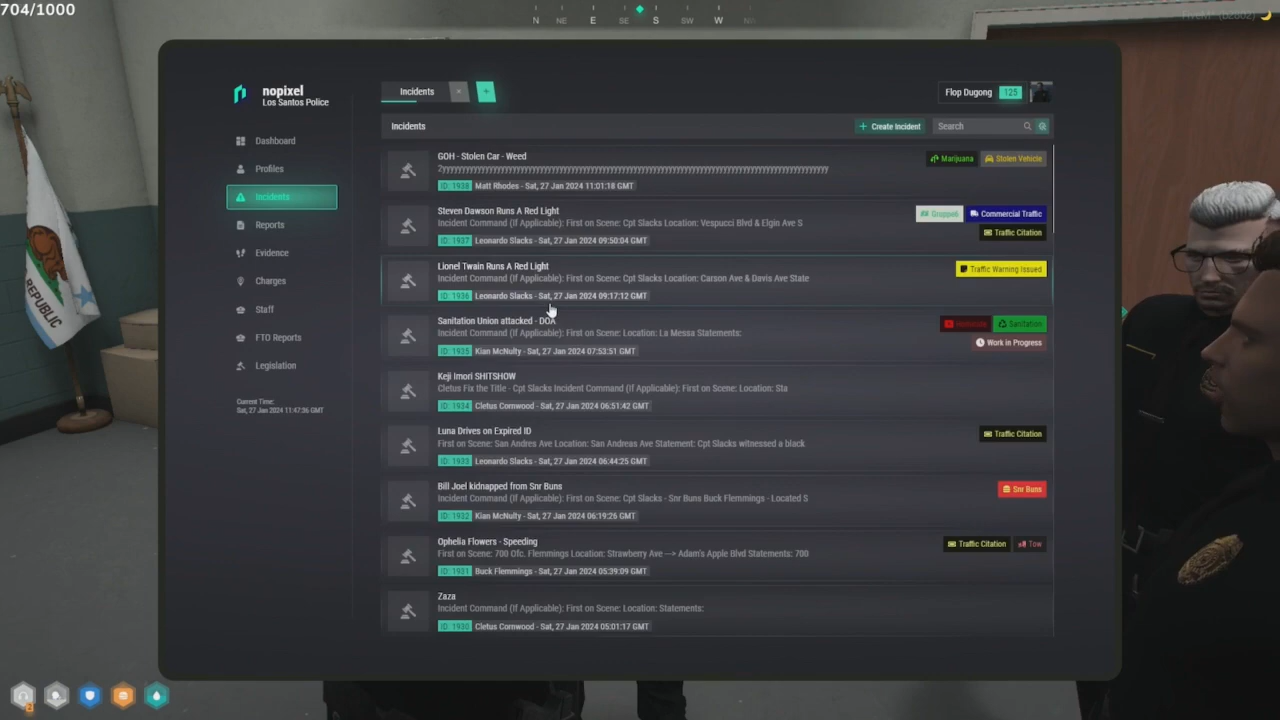 704/1000
N NE E SE S SW W
REPUBLIC
nopixel
Los Santos Police
Dashboard
Profiles
Incidents
Reports
Evidence
Charges
Staff
FTO Reports
Legislation
Current Time:
Sat, 27 Jan 2024 11:47:36 GMT
Incidents
Flop Dugong 125
Incidents
Create Incident
Search
GOH - Stolen Car - Weed
Marijuana Stolen Vehicle
ID: 1938 Matt Rhodes - Sat, 27 Jan 2024 11:01:18 GMT
Steven Dawson Runs A Red Light
Incident Command (If Applicable): First on Scene: Cpt Slacks Location: Vespucci Blvd & Elgin Ave S
Commercial Traffic
Traffic Citation
ID: 1937 Leonardo Slacks - Sat, 27 Jan 2024 09:50:04 GMT
Lionel Twain Runs A Red Light
Incident Command (If Applicable): First on Scene: Cpt Slacks Location: Carson Ave & Davis Ave State
Traffic Warning Issued
ID: 1936 Leonardo Slacks - Sat, 27 Jan 2024 09:17:12 GMT
Sanitation Union attacked - DOA
Incident Command (If Applicable): First on Scene: Location: La Messa Statements:
Sanitation
Work in Progress
ID: 1935 Kian McNulty - Sat, 27 Jan 2024 07:53:51 GMT
Keji Imori SHITSHOW
Cletus Fix the Title - Cpt Slacks Incident Command (If Applicable): First on Scene: Location: Sta
ID: 1934 Cletus Cornwood - Sat, 27 Jan 2024 06:51:42 GMT
Luna Drives on Expired ID
First on Scene: San Andres Ave Location: San Andreas Ave Statement: Cpt Slacks witnessed a black
Traffic Citation
ID: 1933 Leonardo Slacks - Sat, 27 Jan 2024 06:44:25 GMT
Bill Joel kidnapped from Snr Buns
Incident Command (If Applicable): First on Scene: Cpt Slacks - Snr Buns Buck Flemmings - Located S
Snr Buns
ID: 1932 Kian McNulty - Sat, 27 Jan 2024 06:19:26 GMT
Ophelia Flowers - Speeding
First on Scene: 700 Ofc. Flemmings Location: Strawberry Ave --> Adam's Apple Blvd Statements: 700
Traffic Citation Tow
ID: 1931 Buck Flemmings - Sat, 27 Jan 2024 05:39:09 GMT
Zaza
Incident Command (If Applicable): First on Scene: Location: Statements:
ID: 1930 Cletus Cornwood - Sat, 27 Jan 2024 05:01:17 GMT
2